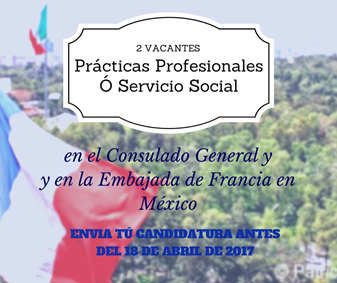 2 VACANTES
Prácticas Profesionales
Ó Servicio Social
en el Consulado General y
y en la Embajada de Francia en
México
ENVIA TÚ CANDIDATURA ANTES
DEL 18 DE ABRIL DE 2017